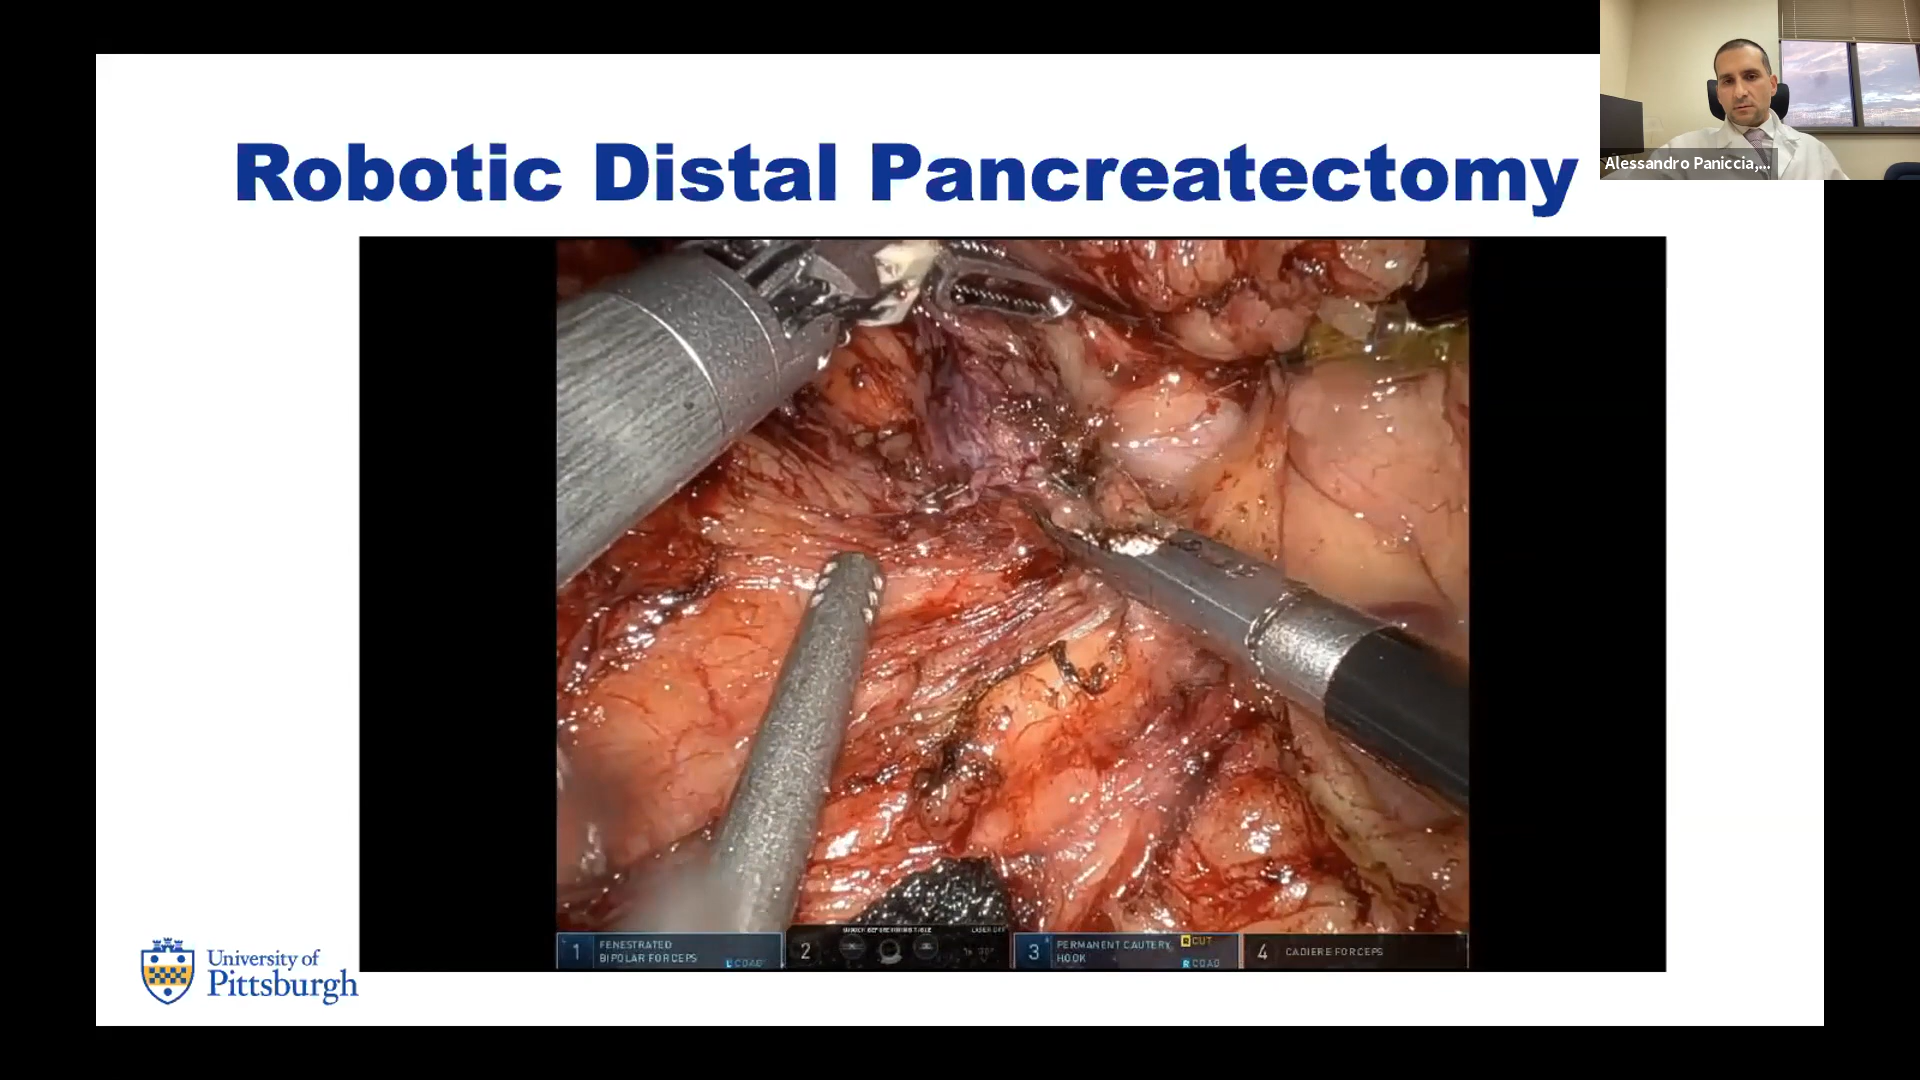 Robotic Distal Pancreatectomy
Alessandro Paniccia,...
1
FENESTRATED
BIPOLAR FORCEPS
L COAG
2
3
PERMANENT CAUTERY
HOOK
R CUT
R COAG
4
CADIERE FORCEPS
University of
Pittsburgh